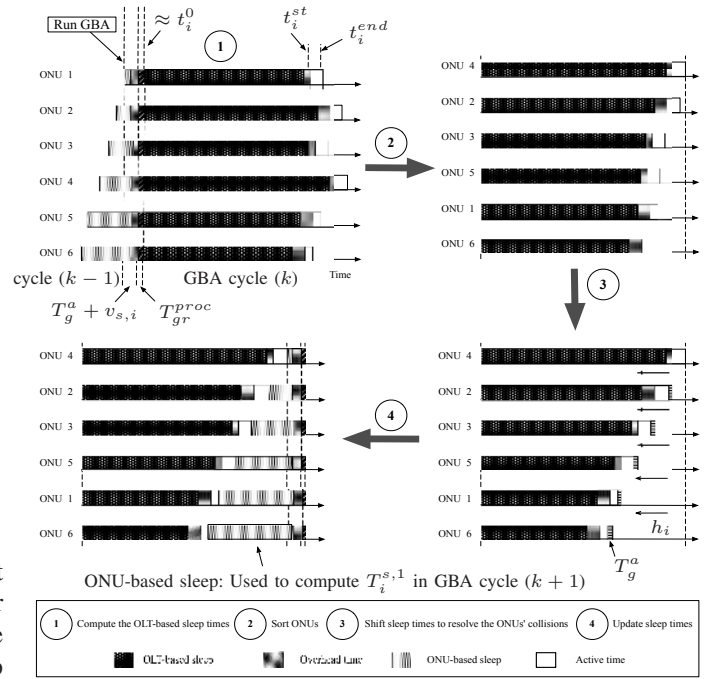 ≈ t_i^0
t_i^{st}
t_i^{end}
Run GBA
1
ONU 1
ONU 2
ONU 3
ONU 4
ONU 5
ONU 6
cycle (k − 1)
GBA cycle (k)
Time
T_g^a + v_{s,i}
T_{gr}^{proc}
2
ONU 4
ONU 2
ONU 3
ONU 5
ONU 1
ONU 6
3
ONU 4
ONU 2
ONU 3
ONU 5
ONU 1
ONU 6
h_i
T_g^a
4
ONU 4
ONU 2
ONU 3
ONU 5
ONU 1
ONU 6
ONU-based sleep: Used to compute T_i^{s,1} in GBA cycle (k + 1)
1 Compute the OLT-based sleep times 2 Sort ONUs 3 Shift sleep times to resolve the ONUs' collisions 4 Update sleep times
OLT-based sleep Overhead time ONU-based sleep Active time